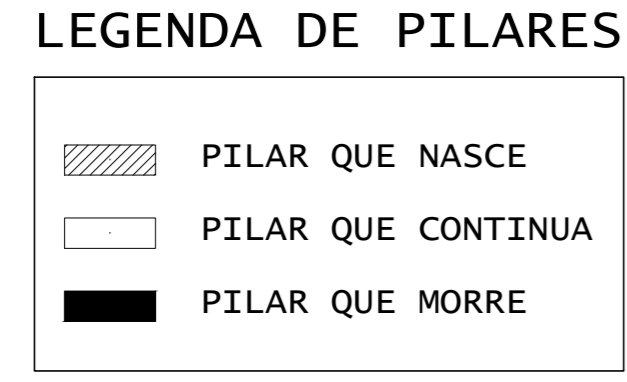 LEGENDA DE PILARES
PILAR QUE NASCE
PILAR QUE CONTINUA
PILAR QUE MORRE